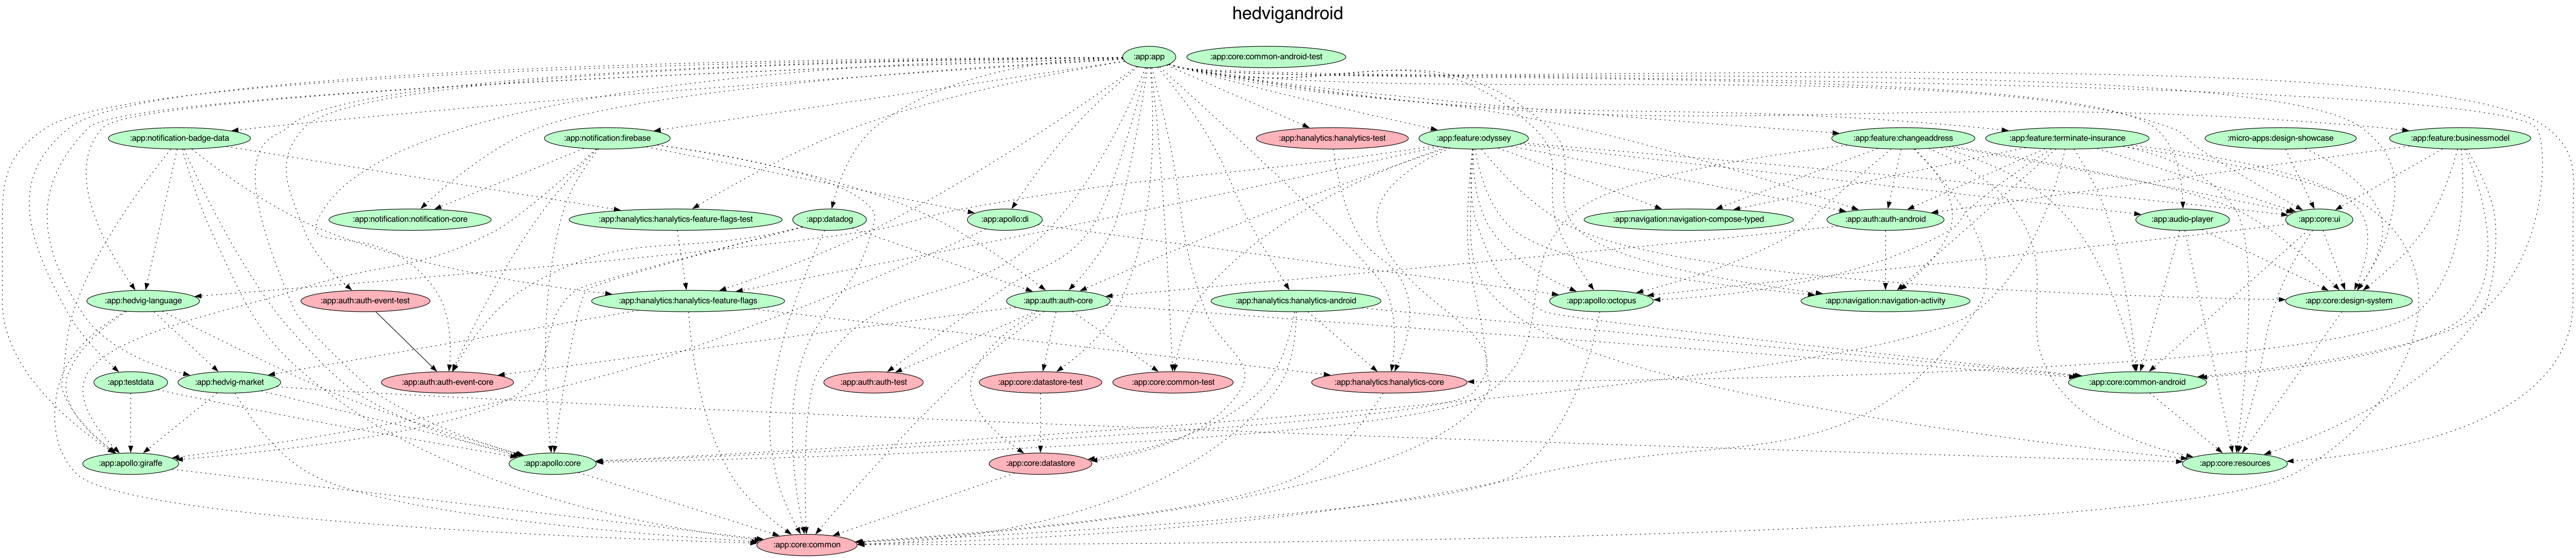 hedvigandroid
:app:app
:app:core:common-android-test
:app:notification-badge-data
:app:notification:firebase
:app:hanalytics:hanalytics-test
:app:feature:odyssey
:app:feature:changeaddress
:app:feature:terminate-insurance
:micro-apps:design-showcase
:app:feature:businessmodel
:app:notification:notification-core
:app:hanalytics:hanalytics-feature-flags-test
:app:datadog
:app:apollo:di
:app:navigation:navigation-compose-typed
:app:auth:auth-android
:app:audio-player
:app:core:ui
:app:hedvig-language
:app:auth:auth-event-test
:app:hanalytics:hanalytics-feature-flags
:app:auth:auth-core
:app:hanalytics:hanalytics-android
:app:apollo:octopus
:app:navigation:navigation-activity
:app:core:design-system
:app:testdata
:app:hedvig-market
:app:auth:auth-event-core
:app:auth:auth-test
:app:core:datastore-test
:app:core:common-test
:app:hanalytics:hanalytics-core
:app:core:common-android
:app:apollo:giraffe
:app:apollo:core
:app:core:datastore
:app:core:resources
:app:core:common